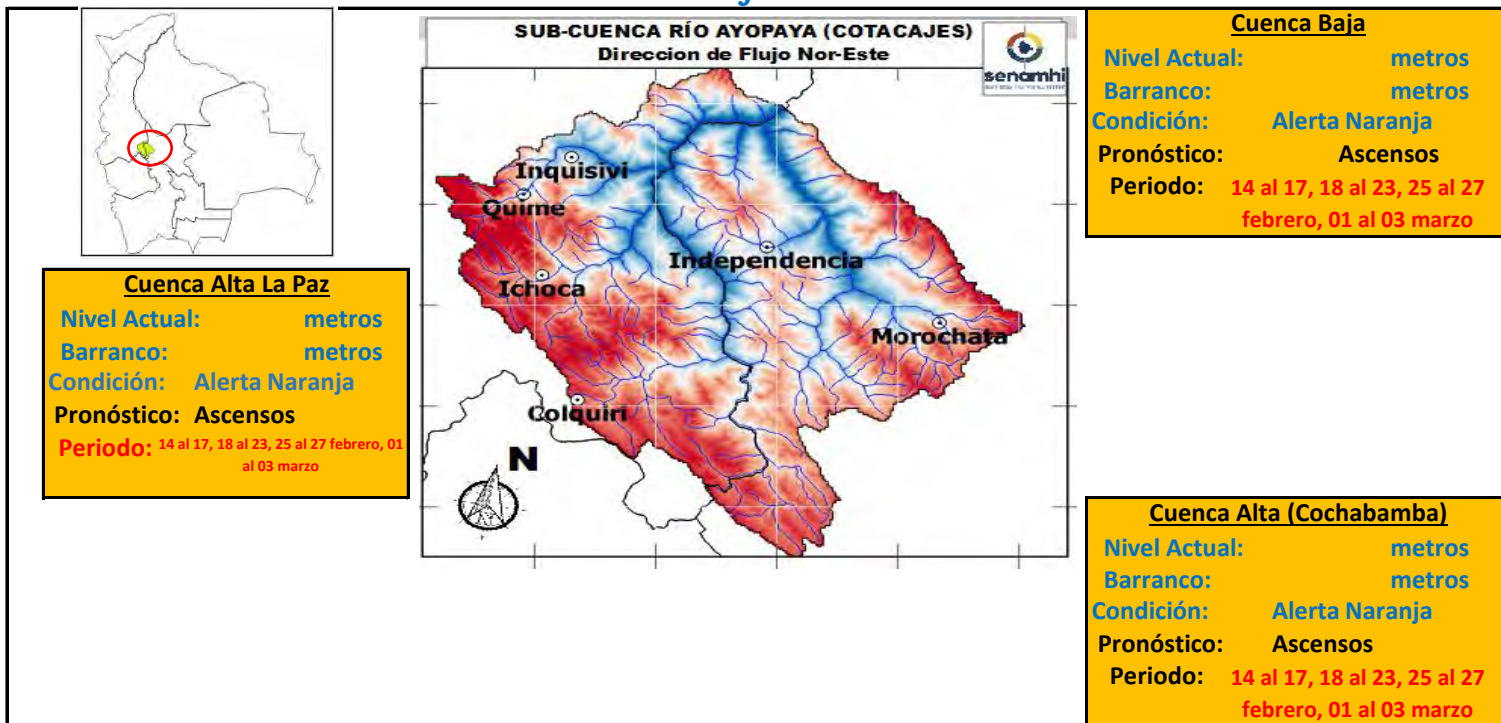 SUB-CUENCA RÍO AYOPAYA (COTACAJES)
Direccion de Flujo Nor-Este
senamhi
Inquisivi
Quime
Independencia
Ichoca
Morochata
Colquiri
N
Cuenca Alta La Paz
Nivel Actual: metros
Barranco: metros
Condición: Alerta Naranja
Pronóstico: Ascensos
Periodo: 14 al 17, 18 al 23, 25 al 27 febrero, 01
al 03 marzo
Cuenca Baja
Nivel Actual: metros
Barranco: metros
Condición: Alerta Naranja
Pronóstico: Ascensos
Periodo: 14 al 17, 18 al 23, 25 al 27
febrero, 01 al 03 marzo
Cuenca Alta (Cochabamba)
Nivel Actual: metros
Barranco: metros
Condición: Alerta Naranja
Pronóstico: Ascensos
Periodo: 14 al 17, 18 al 23, 25 al 27
febrero, 01 al 03 marzo